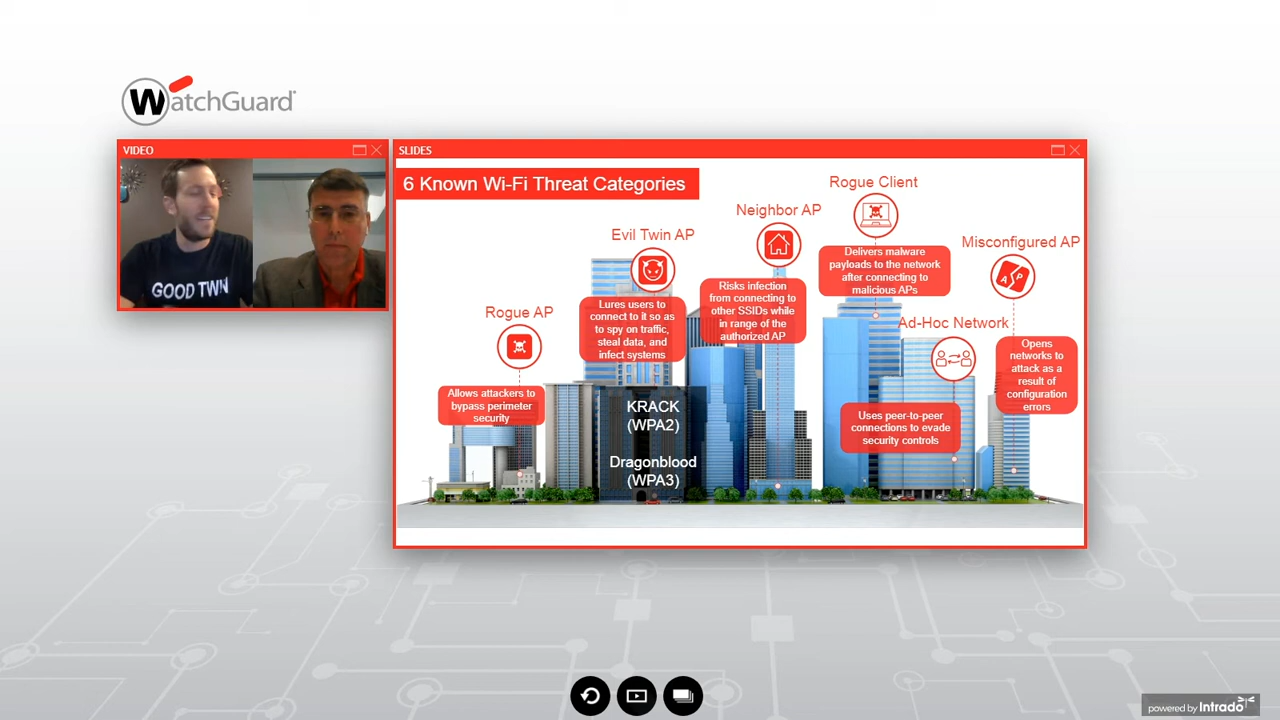 WatchGuard
VIDEO
GOOD TWIN
SLIDES
6 Known Wi-Fi Threat Categories
Rogue AP
Allows attackers to
bypass perimeter
security
Evil Twin AP
Lures users to
connect to it so as
to spy on traffic,
steal data, and
infect systems
KRACK
(WPA2)
Dragonblood
(WPA3)
Neighbor AP
Risks infection
from connecting to
other SSIDs while
in range of the
authorized AP
Rogue Client
Delivers malware
payloads to the network
after connecting to
malicious APs
Ad-Hoc Network
Uses peer-to-peer
connections to evade
security controls
Misconfigured AP
A P
Opens
networks to
attack as a
result of
configuration
errors
powered by Intrado